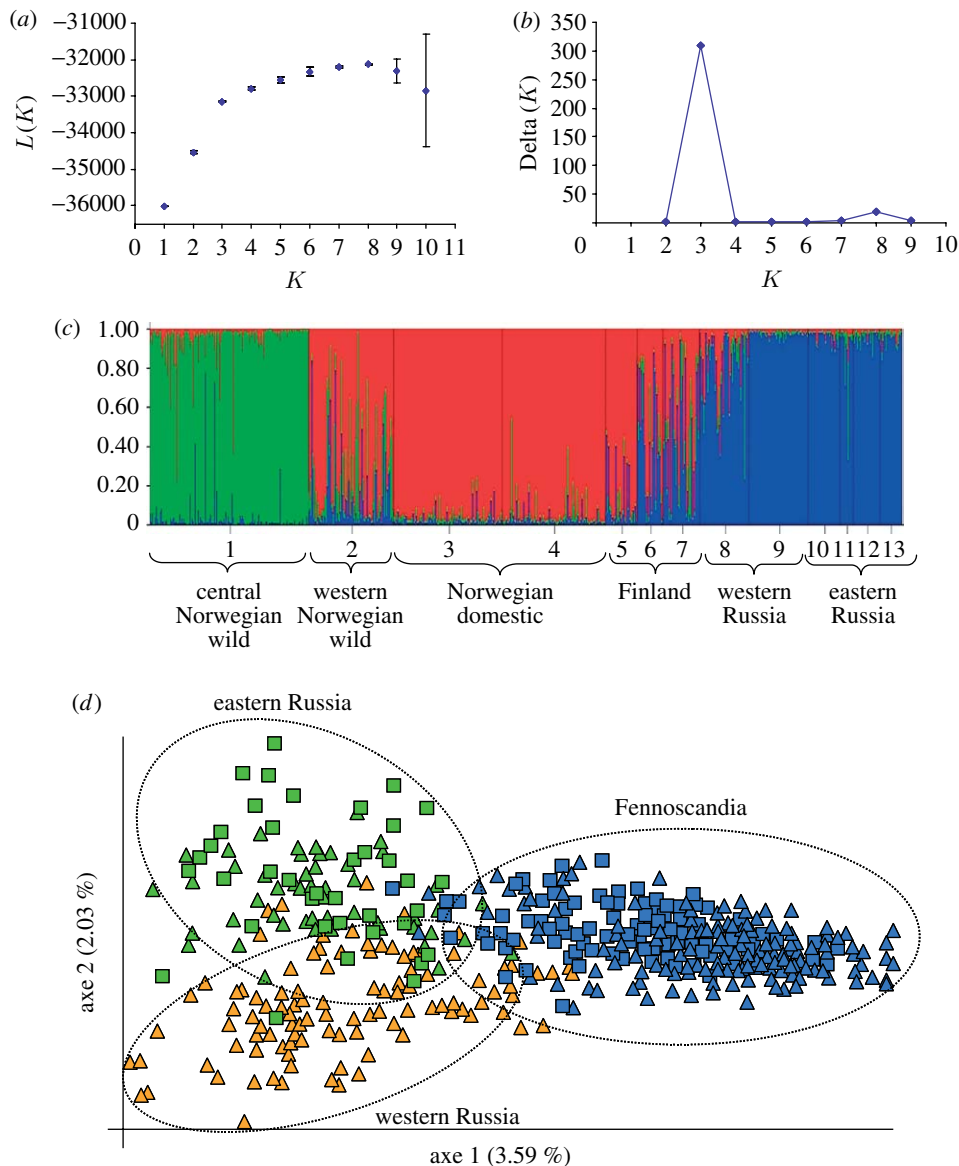 (a)
−31000
−32000
−33000
−34000
−35000
−36000
L(K)
0 1 2 3 4 5 6 7 8 9 10 11
K
(b)
350
300
250
200
150
100
50
Delta (K)
0 1 2 3 4 5 6 7 8 9 10
K
(c)
1.00
0.80
0.60
0.40
0.20
0
1 2 3 4 5 6 7 8 9 10 11 12 13
central
Norwegian
wild
western
Norwegian
wild
Norwegian
domestic
Finland
western
Russia
eastern
Russia
(d)
eastern Russia
Fennoscandia
western Russia
axe 2 (2.03 %)
axe 1 (3.59 %)